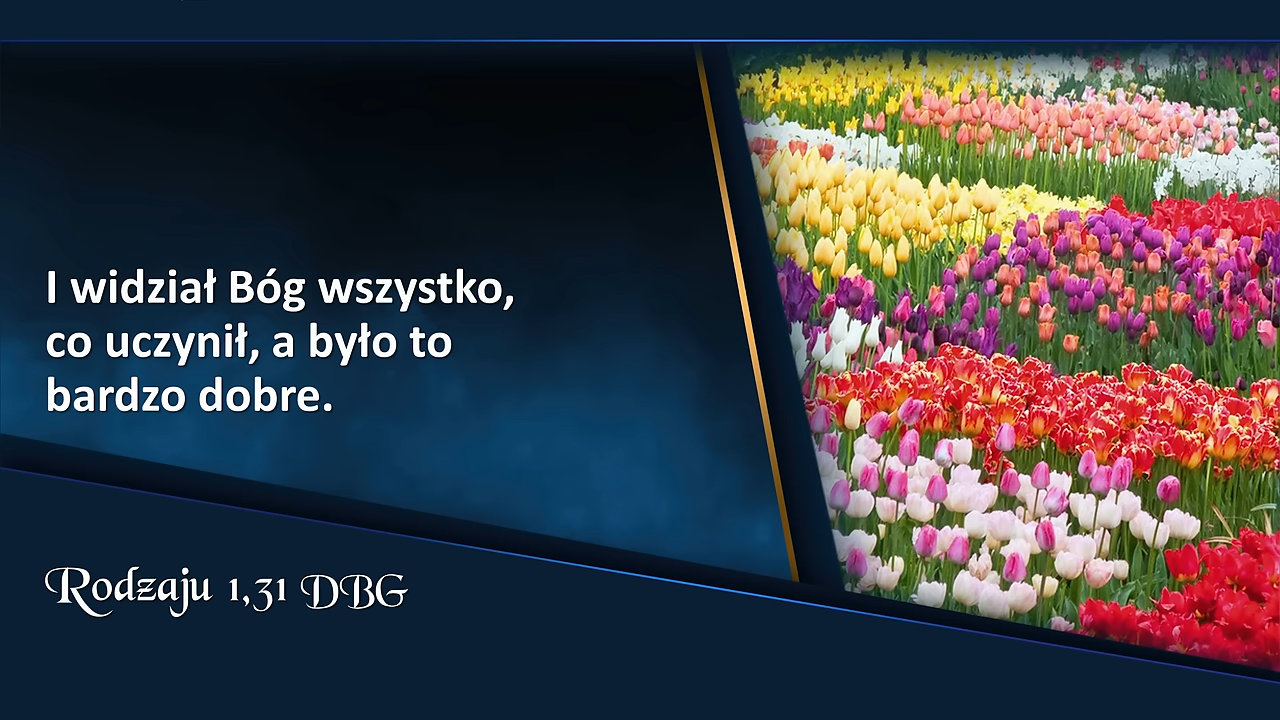 I widział Bóg wszystko,
co uczynił, a było to
bardzo dobre.
Rodzaju 1,31 DBG